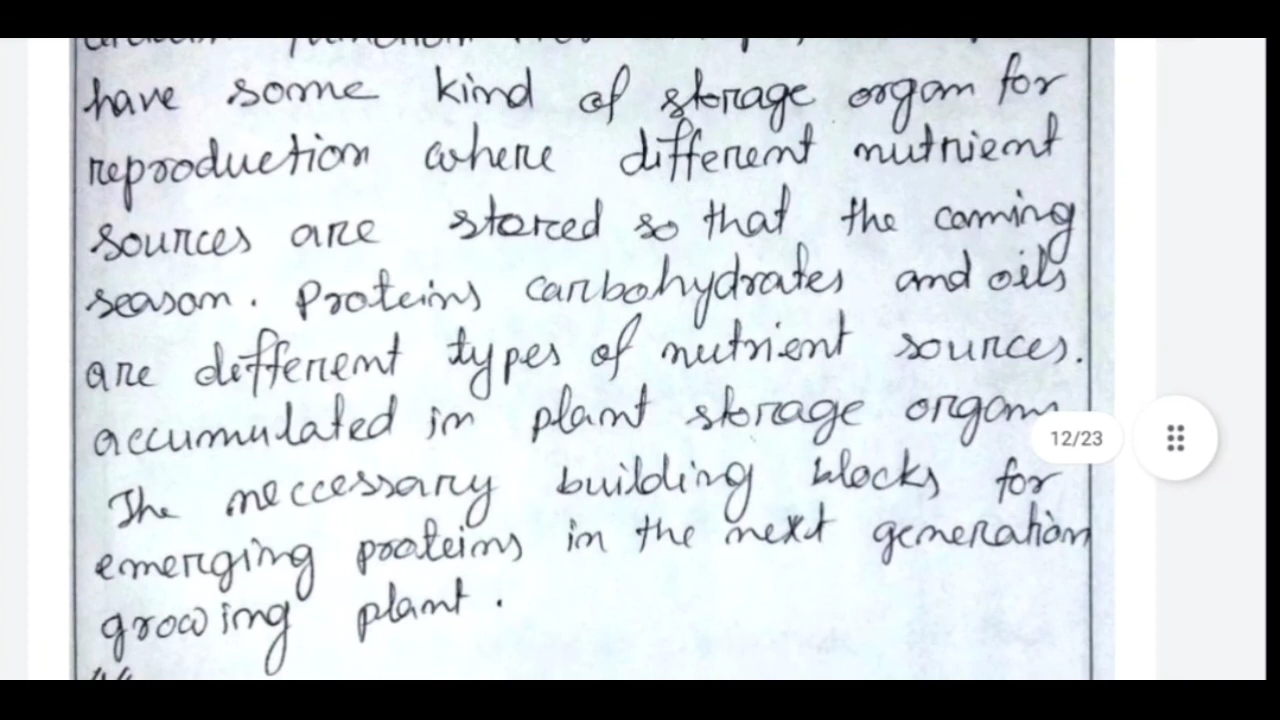 have some kind of storage organ for
reproduction where different nutrient
sources are stored so that the coming
season. Proteins carbohydrates and oils
are different types of nutrient sources.
accumulated in plant storage organs
The neccessary building blocks for
emerging proteins in the next generation
growing plant.
12/23